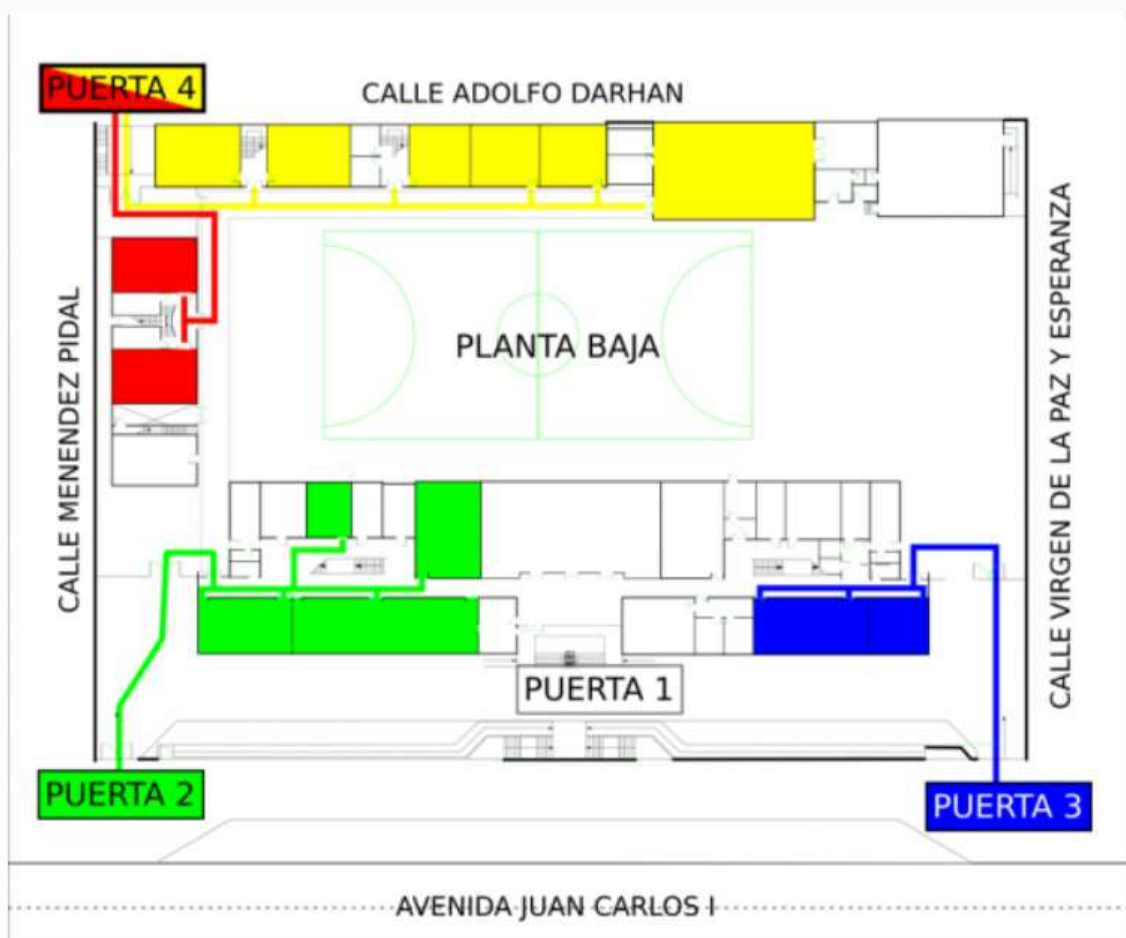 PUERTA 4
CALLE ADOLFO DARHAN
CALLE MENENDEZ PIDAL
PLANTA BAJA
CALLE VIRGEN DE LA PAZ Y ESPERANZA
PUERTA 1
PUERTA 2
PUERTA 3
AVENIDA JUAN CARLOS I